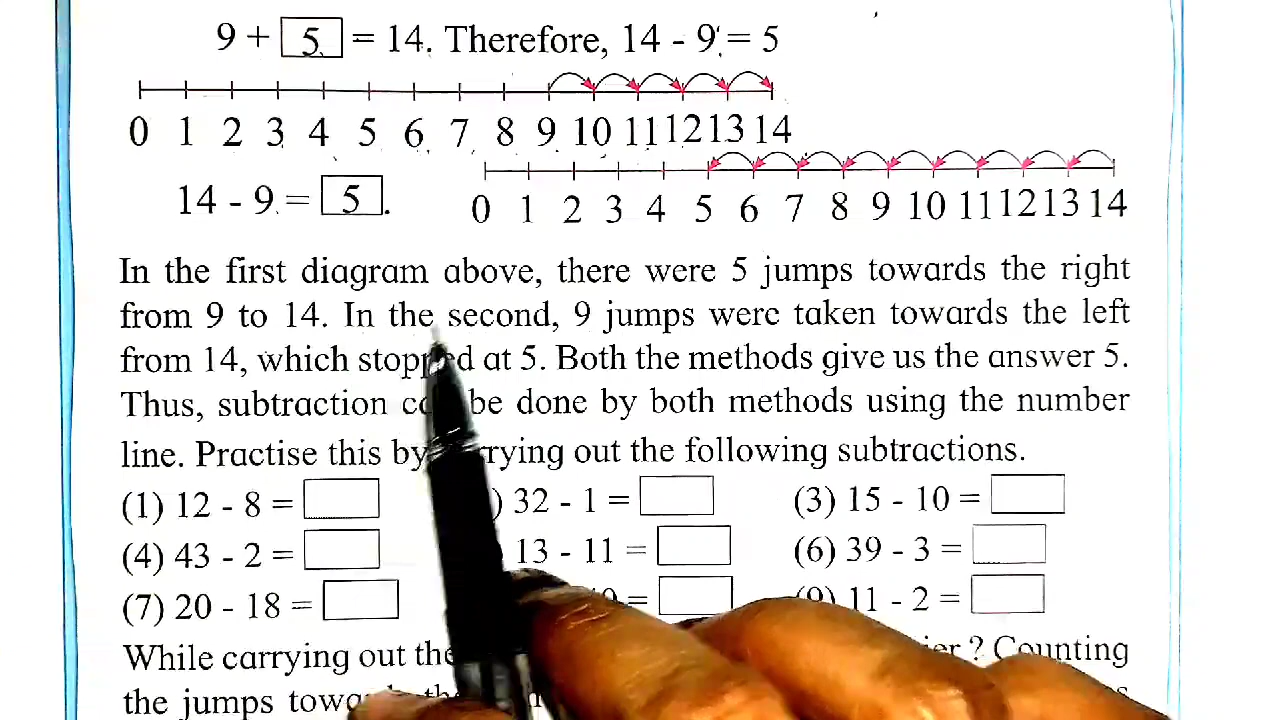 9 + 5 = 14. Therefore, 14 - 9 = 5
0 1 2 3 4 5 6 7 8 9 10 11 12 13 14
14 - 9 = 5.
0 1 2 3 4 5 6 7 8 9 10 11 12 13 14
In the first diagram above, there were 5 jumps towards the right
from 9 to 14. In the second, 9 jumps were taken towards the left
from 14, which stopped at 5. Both the methods give us the answer 5.
Thus, subtraction be done by both methods using the number
line. Practise this by out the following subtractions.
(1) 12 - 8 = 32 - 1 = (3) 15 - 10 =
(4) 43 - 2 = 13 - 11 = (6) 39 - 3 =
(7) 20 - 18 = = (9) 11 - 2 =
While carrying out the ? Counting
the jumps